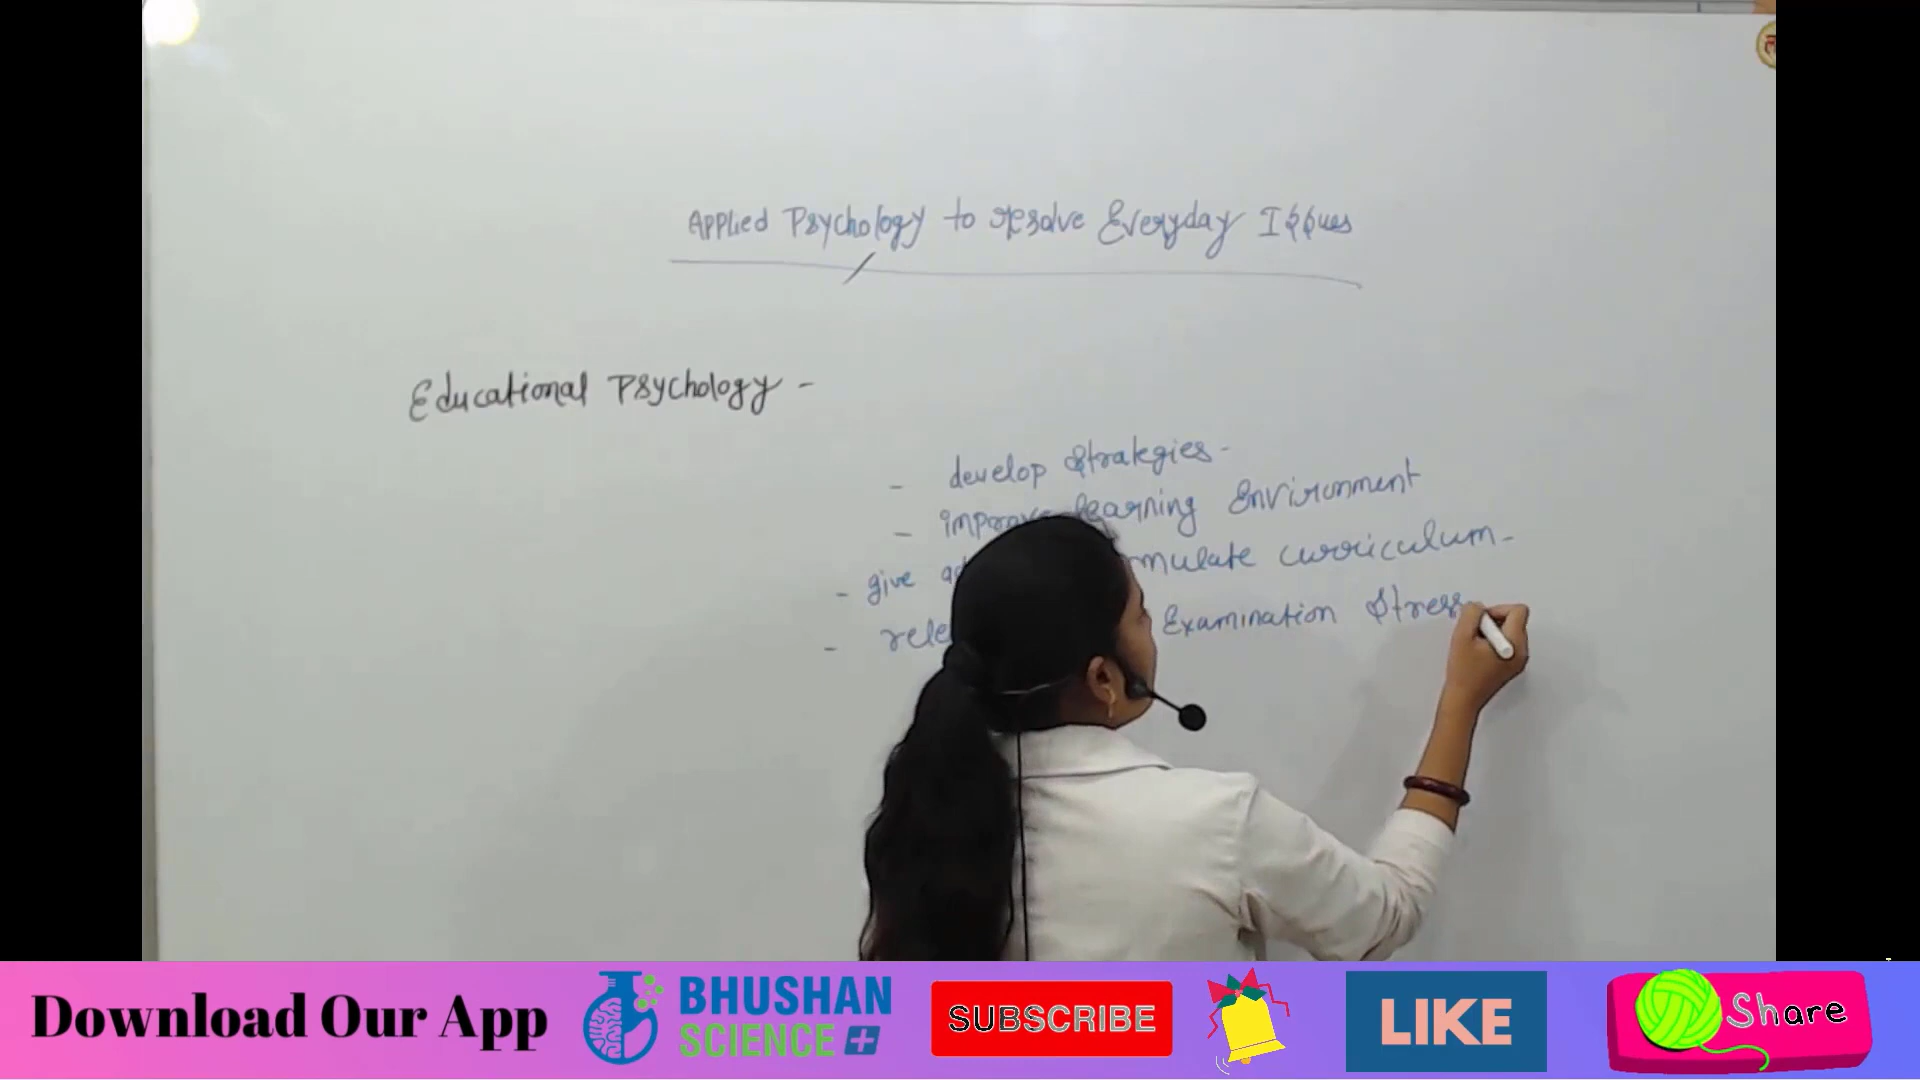 Applied Psychology to resolve Everyday Issues
Educational Psychology -
- develop strategies -
- improve learning Environment
- give mulate curriculum -
- rele Examination Stress
Download Our App
BHUSHAN
SCIENCE +
SUBSCRIBE
LIKE
Share